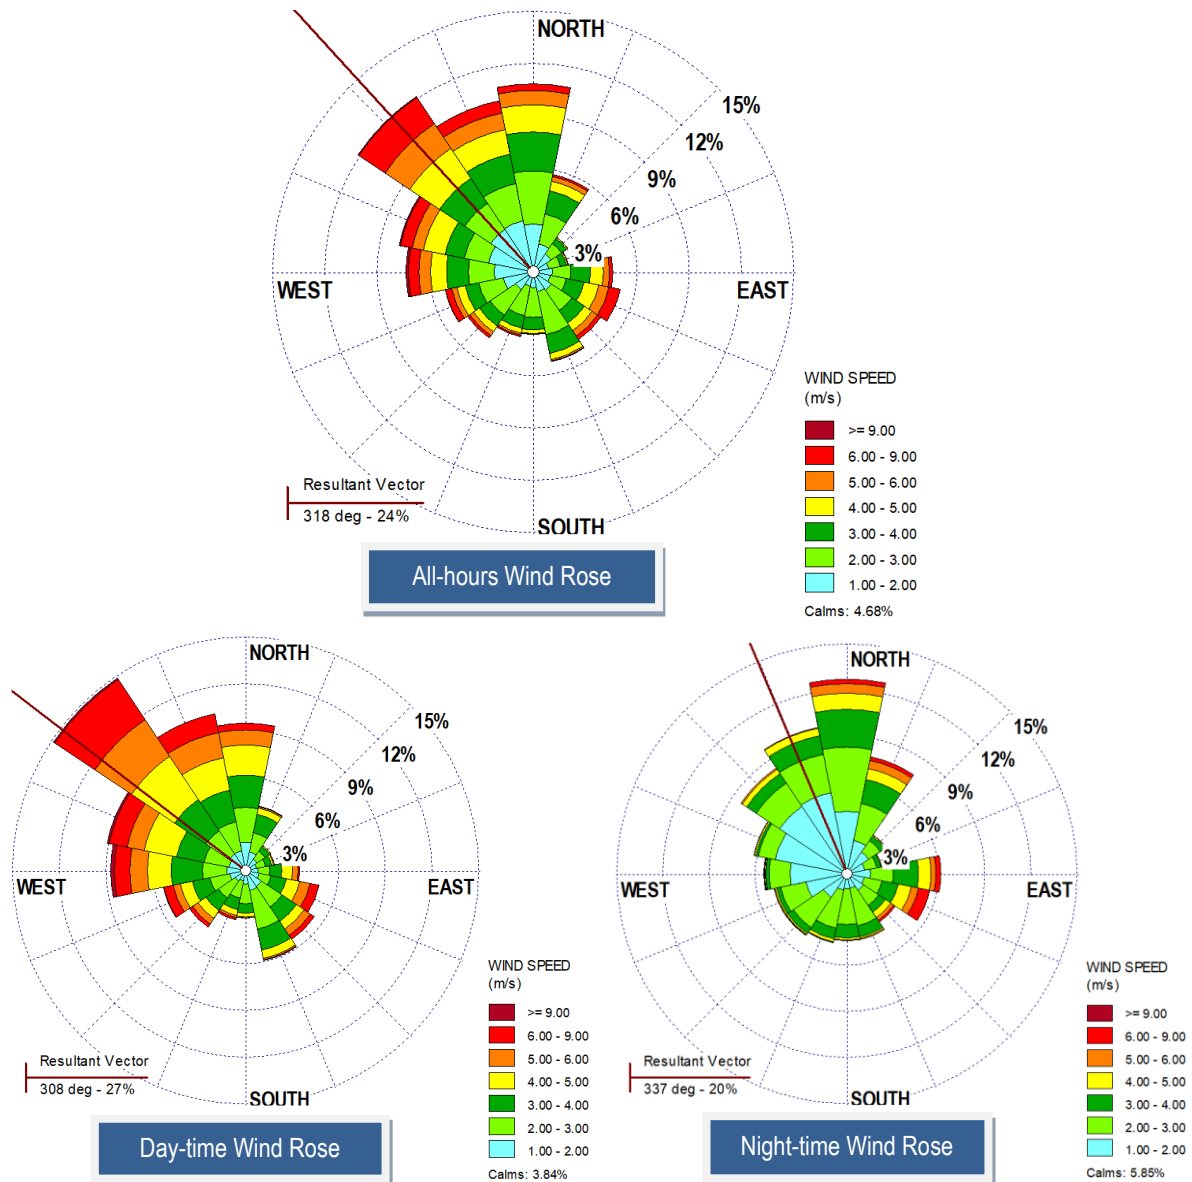 NORTH
15%
12%
9%
6%
3%
WEST
EAST
SOUTH
Resultant Vector
318 deg - 24%
WIND SPEED
(m/s)
>= 9.00
6.00 - 9.00
5.00 - 6.00
4.00 - 5.00
3.00 - 4.00
2.00 - 3.00
1.00 - 2.00
Calms: 4.68%
All-hours Wind Rose
NORTH
15%
12%
9%
6%
3%
WEST
EAST
SOUTH
Resultant Vector
308 deg - 27%
WIND SPEED
(m/s)
>= 9.00
6.00 - 9.00
5.00 - 6.00
4.00 - 5.00
3.00 - 4.00
2.00 - 3.00
1.00 - 2.00
Calms: 3.84%
Day-time Wind Rose
NORTH
15%
12%
9%
6%
3%
WEST
EAST
SOUTH
Resultant Vector
337 deg - 20%
WIND SPEED
(m/s)
>= 9.00
6.00 - 9.00
5.00 - 6.00
4.00 - 5.00
3.00 - 4.00
2.00 - 3.00
1.00 - 2.00
Calms: 5.85%
Night-time Wind Rose